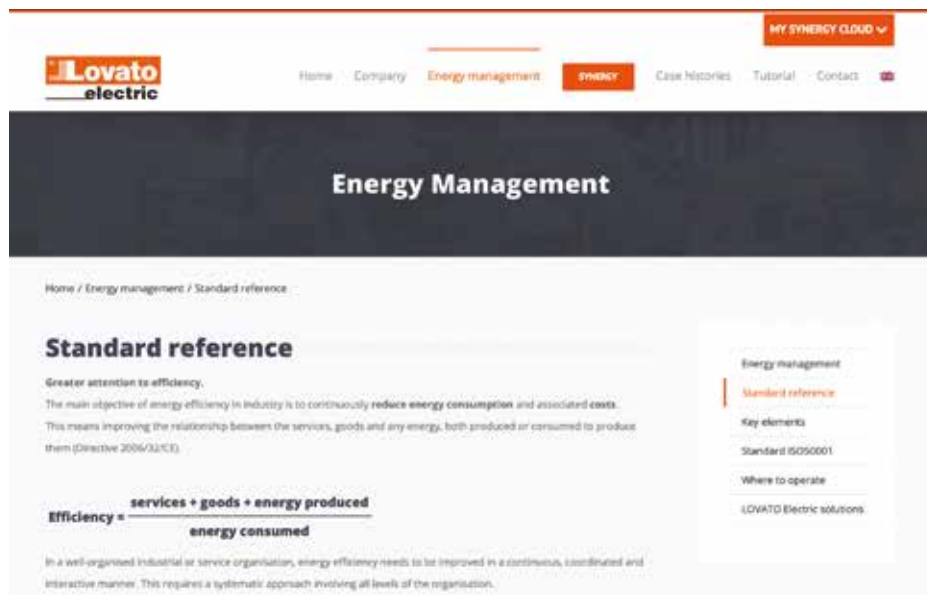 MY SYNERGY CLOUD
Lovato
electric
Home Company Energy management SYNERGY Case histories Tutorial Contact
Energy Management
Home / Energy management / Standard reference
Standard reference
Greater attention to efficiency.
The main objective of energy efficiency in industry is to continuously reduce energy consumption and associated costs.
This means improving the relationship between the services, goods and any energy, both produced or consumed to produce
them (Directive 2006/32/CE).
Efficiency = services + goods + energy produced
energy consumed
In a well-organised industrial or service organisation, energy efficiency needs to be improved in a continuous, coordinated and
interactive manner. This requires a systematic approach involving all levels of the organisation.
Energy management
Standard reference
Key elements
Standard ISO50001
Where to operate
LOVATO Electric solutions